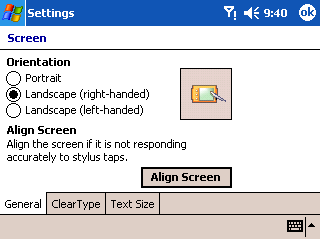 Settings 9:40 ok
Screen
Orientation
Portrait
Landscape (right-handed)
Landscape (left-handed)
Align Screen
Align the screen if it is not responding
accurately to stylus taps.
Align Screen
General ClearType Text Size